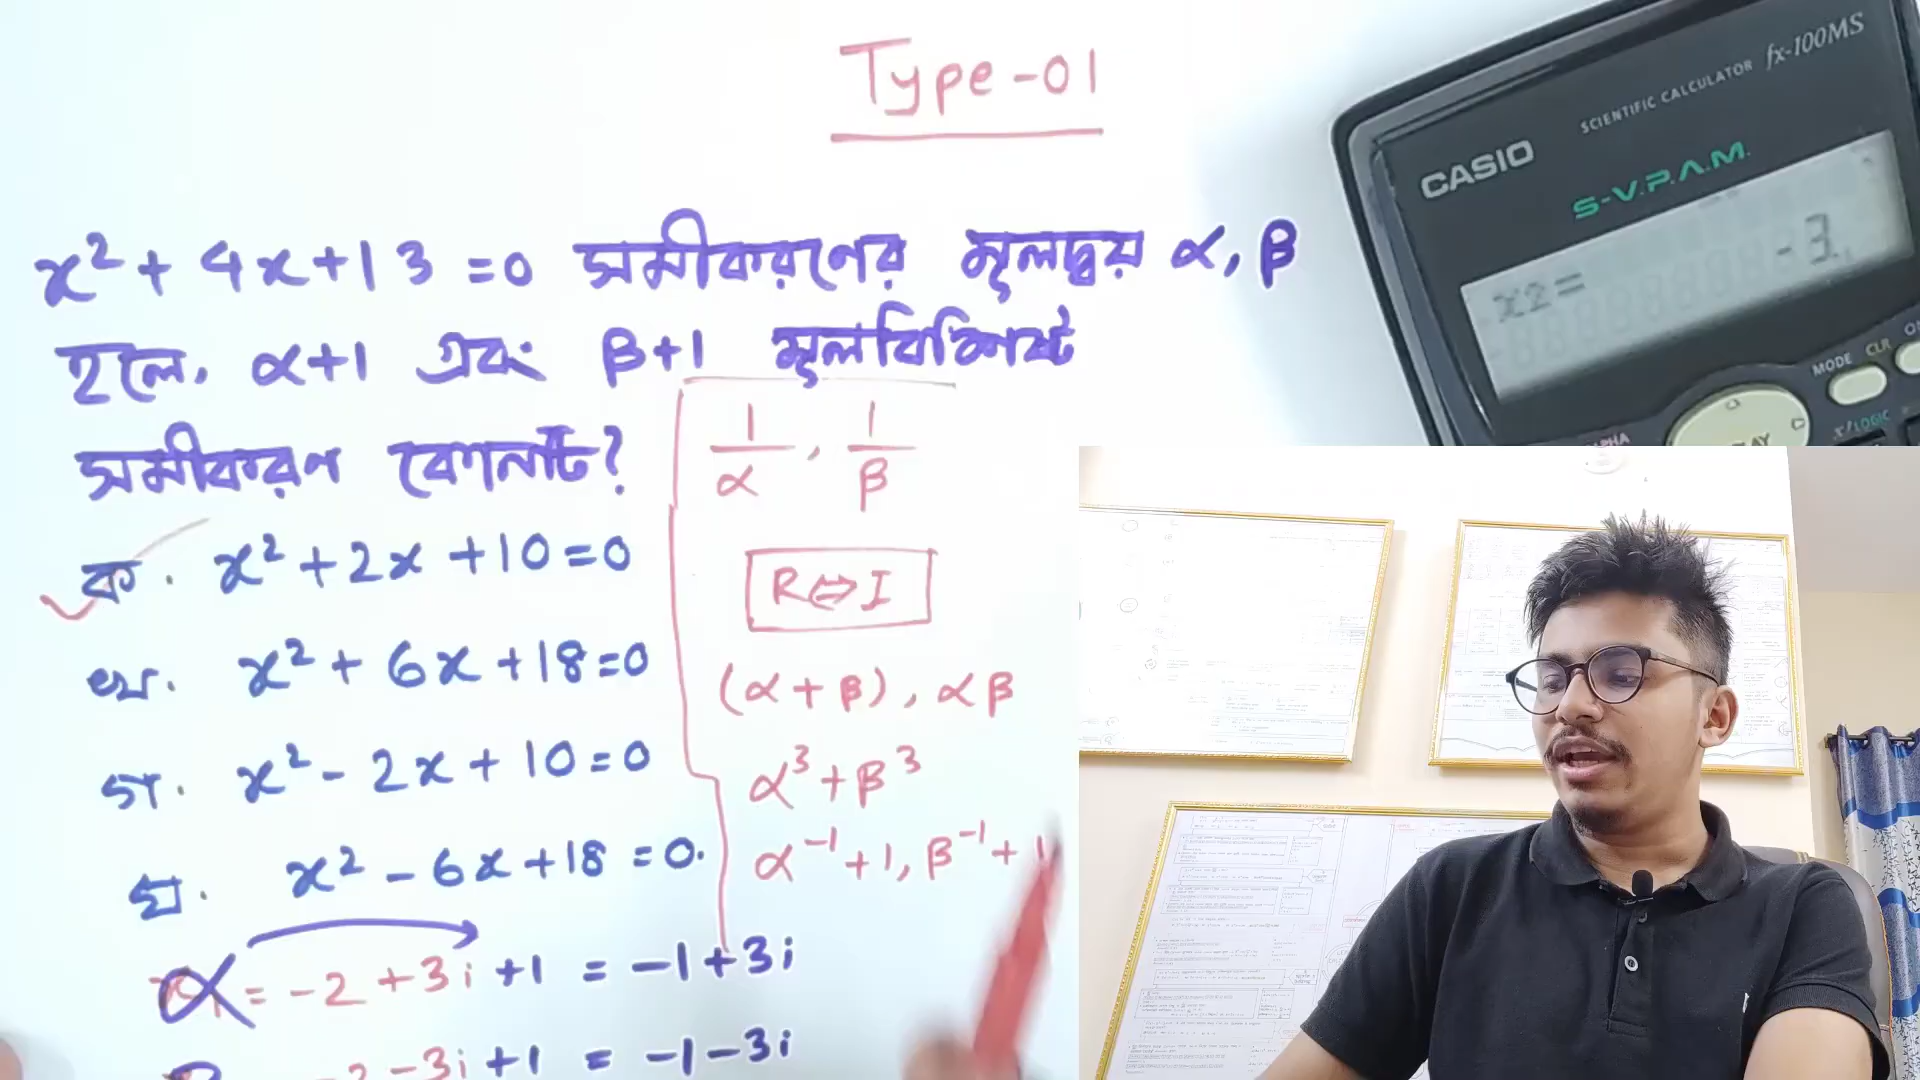 Type-01
x² + 4x + 13 = 0 সমীকরণের মূলদ্বয় α, β
হলে, α+1 এবং β+1 মূলবিশিষ্ট
সমীকরণ কোনটি?
ক. x² + 2x + 10 = 0
খ. x² + 6x + 18 = 0
গ. x² - 2x + 10 = 0
ঘ. x² - 6x + 18 = 0.
α = -2 + 3i + 1 = -1 + 3i
-2 - 3i + 1 = -1 - 3i
1/α , 1/β
R⇔I
(α + β), αβ
α³ + β³
α⁻¹ + 1, β⁻¹ + 1
CASIO
SCIENTIFIC CALCULATOR fx-100MS
S-V.P.A.M.
x2= -3.
MODE CLR
x! LOGIC